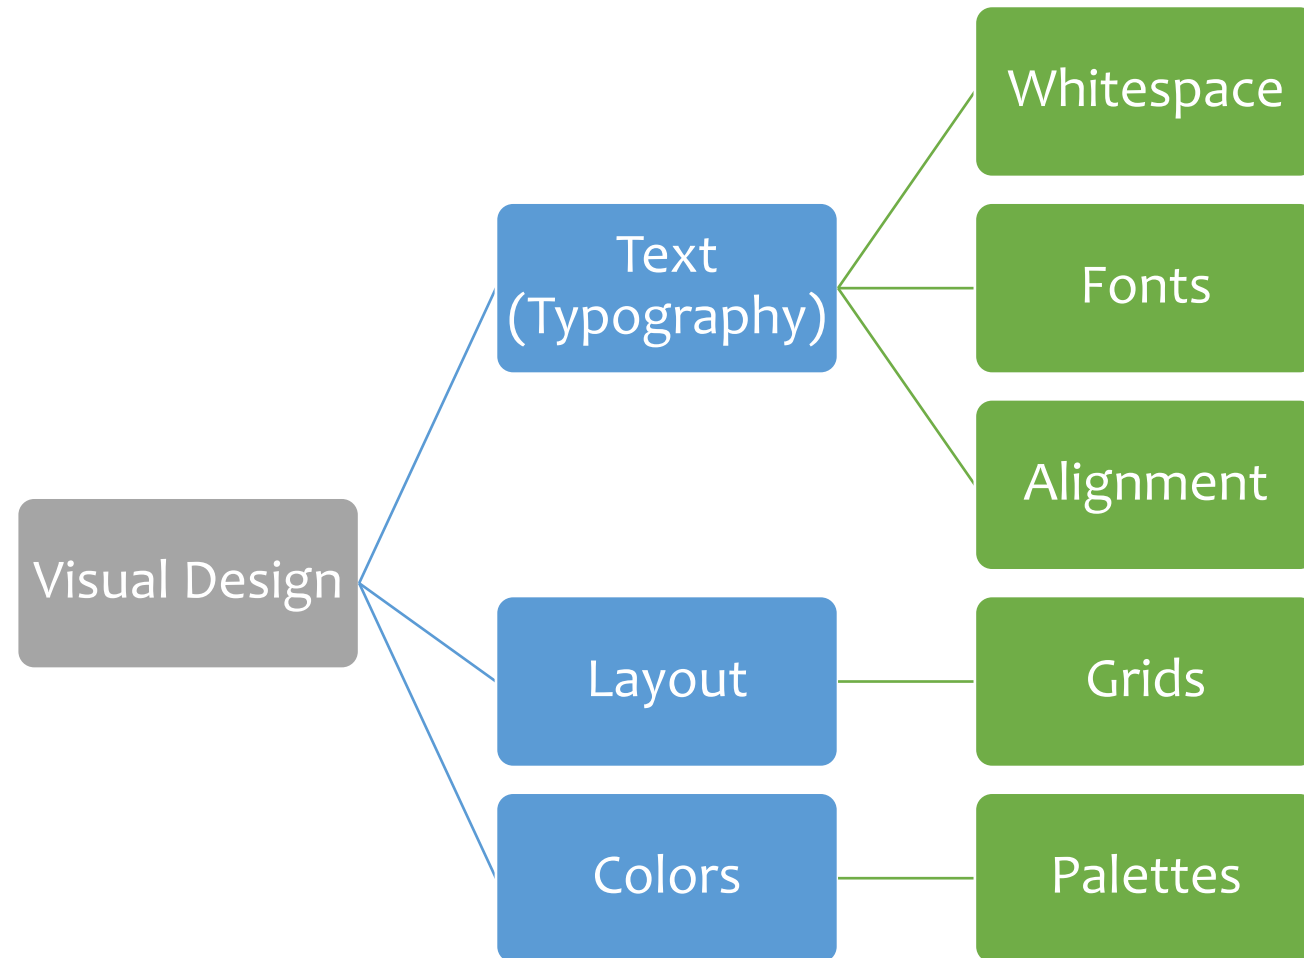 Visual Design
Text
(Typography)
Whitespace
Fonts
Alignment
Layout
Grids
Colors
Palettes